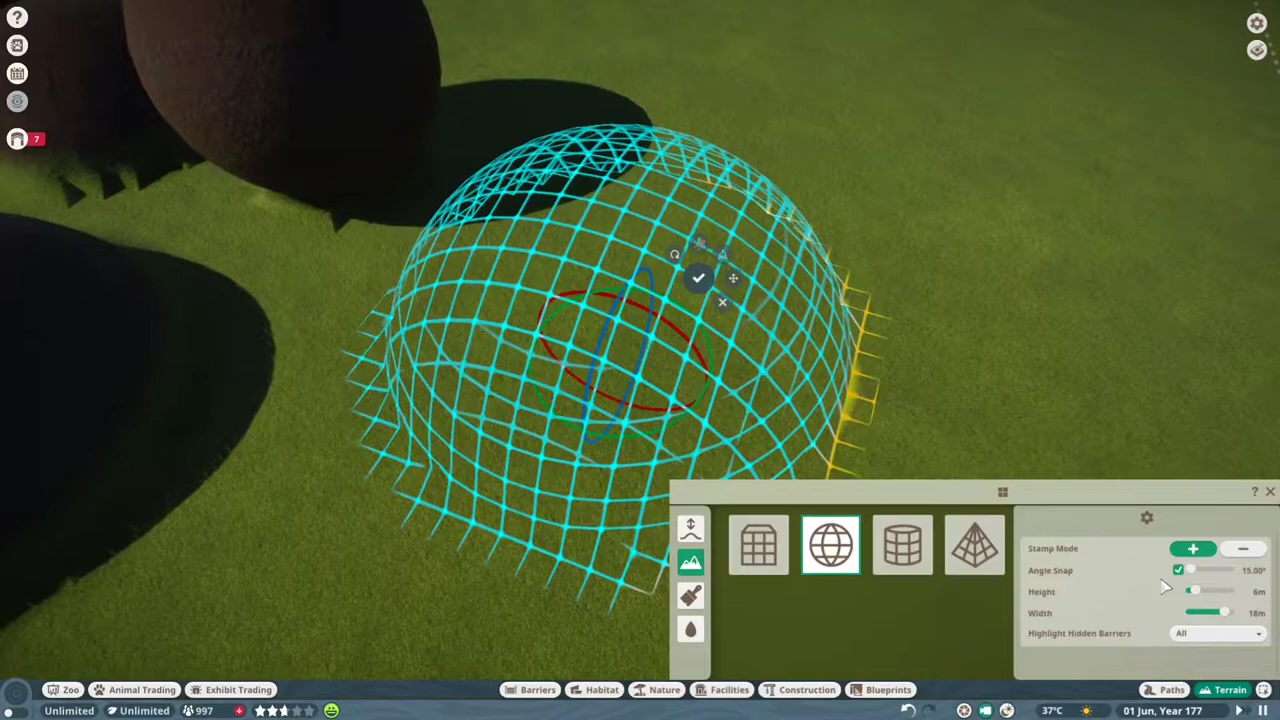 7
Stamp Mode
Angle Snap 15.00°
Height 6m
Width 18m
Highlight Hidden Barriers All
Zoo Animal Trading Exhibit Trading Barriers Habitat Nature Facilities Construction Blueprints Paths Terrain
Unlimited Unlimited 997 37°C 01 Jun, Year 177